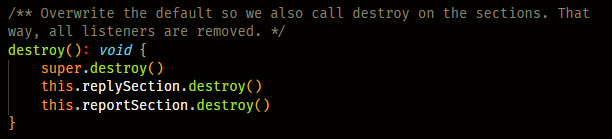 /** Overwrite the default so we also call destroy on the sections. That
way, all listeners are removed. */
destroy(): void {
    super.destroy()
    this.replySection.destroy()
    this.reportSection.destroy()
}